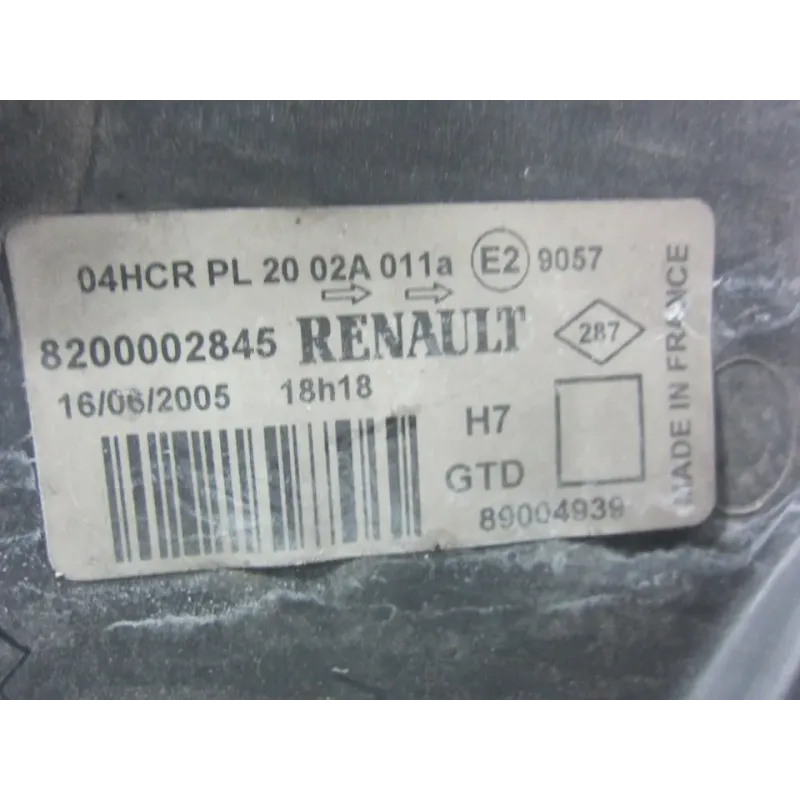 04HCR PL 20 02A 011a E2 9057
8200002845 RENAULT 287
16/06/2005 18h18
H7
GTD
89004939
MADE IN FRANCE